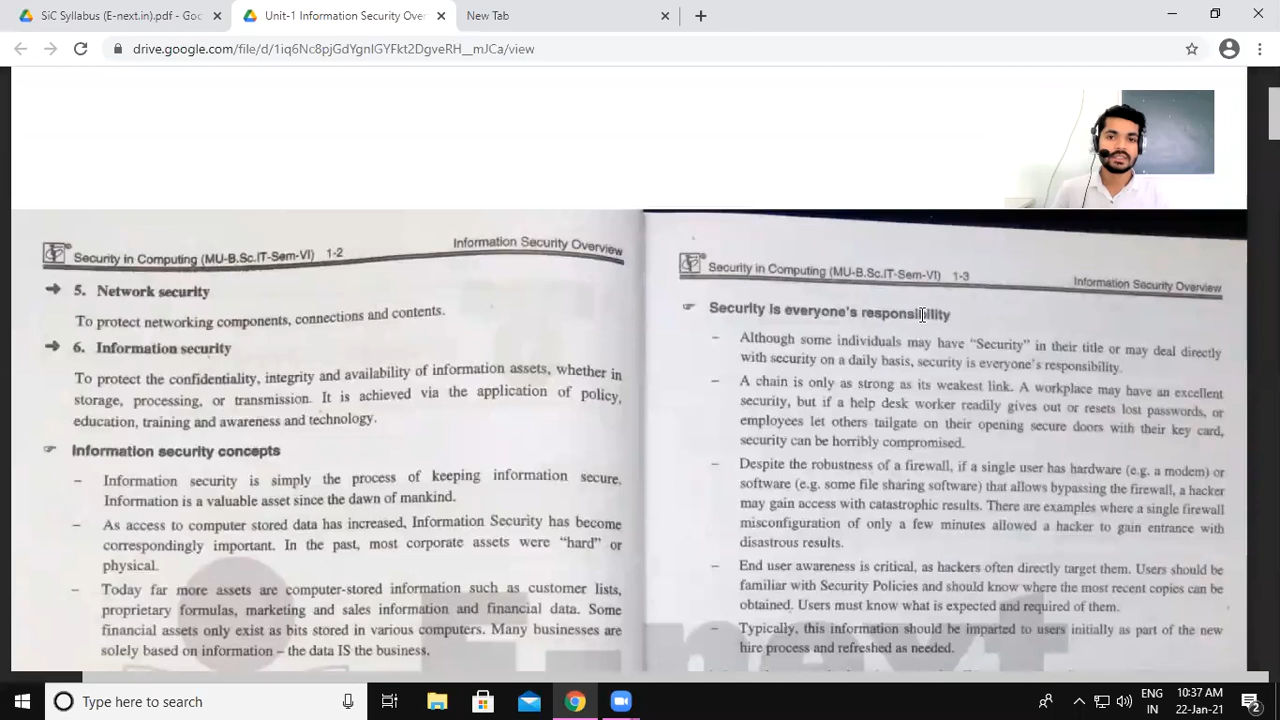 SiC Syllabus (E-next.in).pdf - Goc
Unit-1 Information Security Over
New Tab
drive.google.com/file/d/1iq6Nc8pjGdYgnIGYFkt2DgveRH__mJCa/view
Security in Computing (MU-B.Sc.IT-Sem-VI) 1-2
Information Security Overview
5. Network security
To protect networking components, connections and contents.
6. Information security
To protect the confidentiality, integrity and availability of information assets, whether in
storage, processing, or transmission. It is achieved via the application of policy,
education, training and awareness and technology.
Information security concepts
- Information security is simply the process of keeping information secure.
Information is a valuable asset since the dawn of mankind.
- As access to computer stored data has increased, Information Security has become
correspondingly important. In the past, most corporate assets were “hard” or
physical.
- Today far more assets are computer-stored information such as customer lists,
proprietary formulas, marketing and sales information and financial data. Some
financial assets only exist as bits stored in various computers. Many businesses are
solely based on information – the data IS the business.
Security in Computing (MU-B.Sc.IT-Sem-VI) 1-3
Information Security Overview
Security is everyone's responsibility
- Although some individuals may have “Security” in their title or may deal directly
with security on a daily basis, security is everyone's responsibility.
- A chain is only as strong as its weakest link. A workplace may have an excellent
security, but if a help desk worker readily gives out or resets lost passwords, or
employees let others tailgate on their opening secure doors with their key card,
security can be horribly compromised.
- Despite the robustness of a firewall, if a single user has hardware (e.g. a modem) or
software (e.g. some file sharing software) that allows bypassing the firewall, a hacker
may gain access with catastrophic results. There are examples where a single firewall
misconfiguration of only a few minutes allowed a hacker to gain entrance with
disastrous results.
- End user awareness is critical, as hackers often directly target them. Users should be
familiar with Security Policies and should know where the most recent copies can be
obtained. Users must know what is expected and required of them.
- Typically, this information should be imparted to users initially as part of the new
hire process and refreshed as needed.
Type here to search
ENG
IN
10:37 AM
22-Jan-21
2